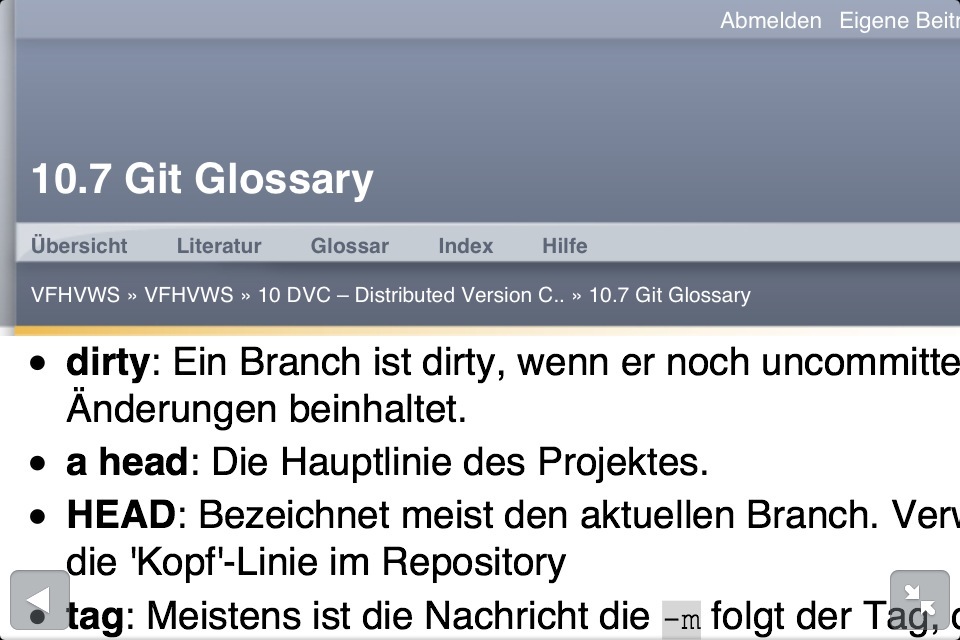 Abmelden Eigene Beitr
10.7 Git Glossary
Übersicht Literatur Glossar Index Hilfe
VFHVWS » VFHVWS » 10 DVC – Distributed Version C.. » 10.7 Git Glossary
• dirty: Ein Branch ist dirty, wenn er noch uncommitte
Änderungen beinhaltet.
• a head: Die Hauptlinie des Projektes.
• HEAD: Bezeichnet meist den aktuellen Branch. Verw
die 'Kopf'-Linie im Repository
• tag: Meistens ist die Nachricht die -m folgt der Tag,